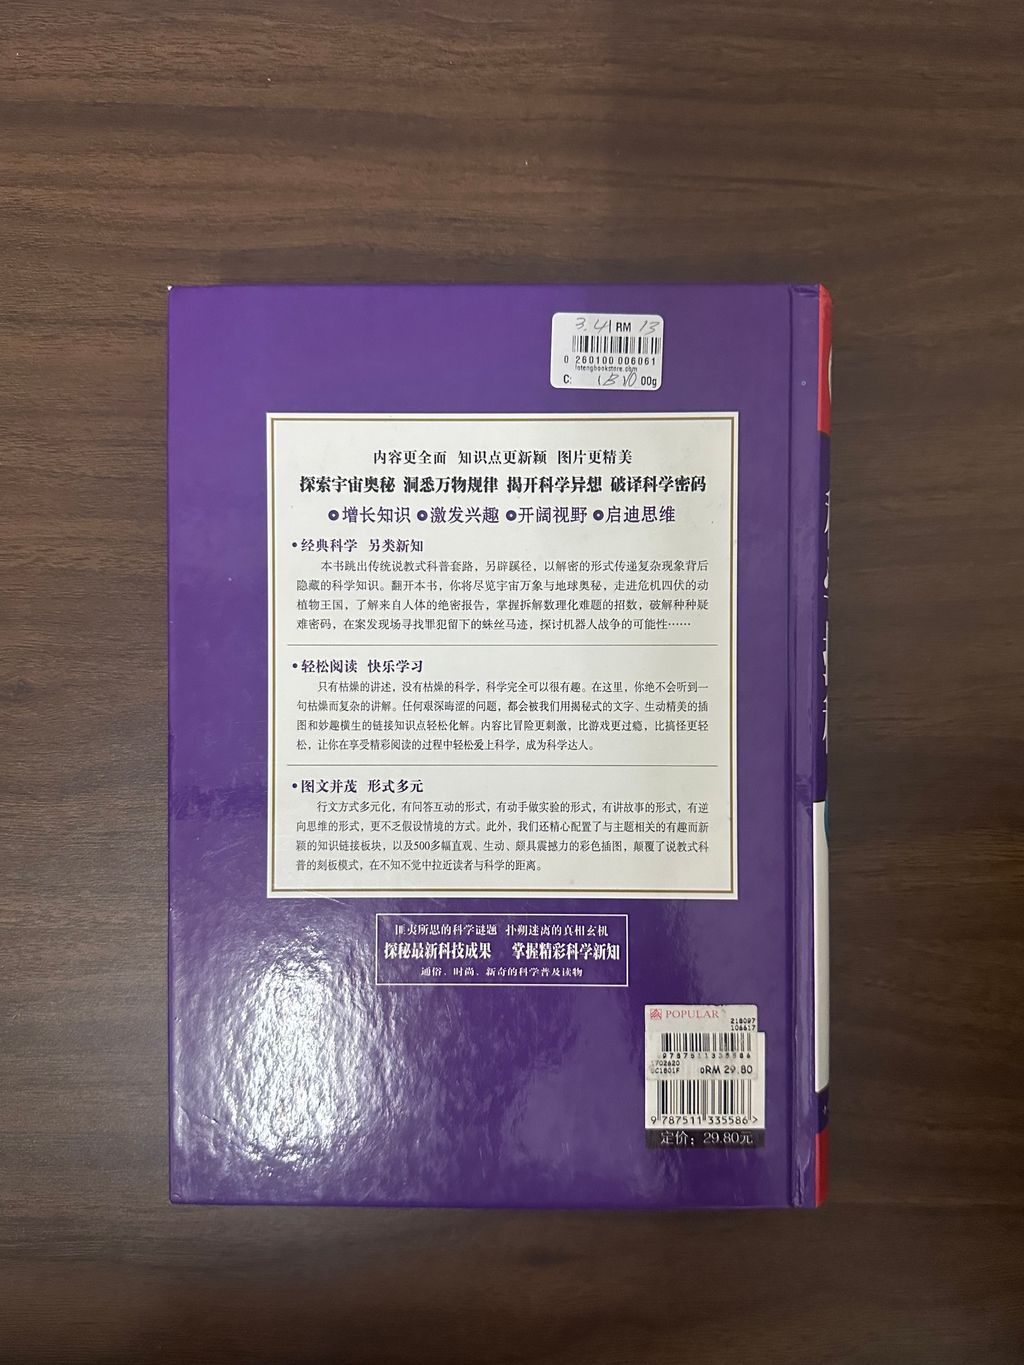 3.41 RM 13
0 260100 006061
fotengbookstore.com
C: 00g
内容更全面 知识点更新颖 图片更精美
探索宇宙奥秘 洞悉万物规律 揭开科学异想 破译科学密码
增长知识 激发兴趣 开阔视野 启迪思维
•经典科学 另类新知
本书跳出传统说教式科普套路，另辟蹊径，以解密的形式传递复杂现象背后
隐藏的科学知识。翻开本书，你将尽览宇宙万象与地球奥秘，走进危机四伏的动
植物王国，了解来自人体的绝密报告，掌握拆解数理化难题的招数，破解种种疑
难密码，在案发现场寻找罪犯留下的蛛丝马迹，探讨机器人战争的可能性……
•轻松阅读 快乐学习
只有枯燥的讲述，没有枯燥的科学，科学完全可以很有趣。在这里，你绝不会听到一
句枯燥而复杂的讲解。任何艰深晦涩的问题，都会被我们用揭秘式的文字、生动精美的插
图和妙趣横生的链接知识点轻松化解。内容比冒险更刺激，比游戏更过瘾，比搞怪更轻
松，让你在享受精彩阅读的过程中轻松爱上科学，成为科学达人。
•图文并茂 形式多元
行文方式多元化，有问答互动的形式，有动手做实验的形式，有讲故事的形式，有逆
向思维的形式，更不乏假设情境的方式。此外，我们还精心配置了与主题相关的有趣而新
颖的知识链接板块，以及500多幅直观、生动、颇具震撼力的彩色插图，颠覆了说教式科
普的刻板模式，在不知不觉中拉近读者与科学的距离。
匪夷所思的科学谜题 扑朔迷离的真相玄机
探秘最新科技成果 掌握精彩科学新知
通俗、时尚、新奇的科学普及读物
POPULAR
218097
106617
9787511335586
1702620
UC1801F
RM 29.80
9 787511 335586 >
定价：29.80元